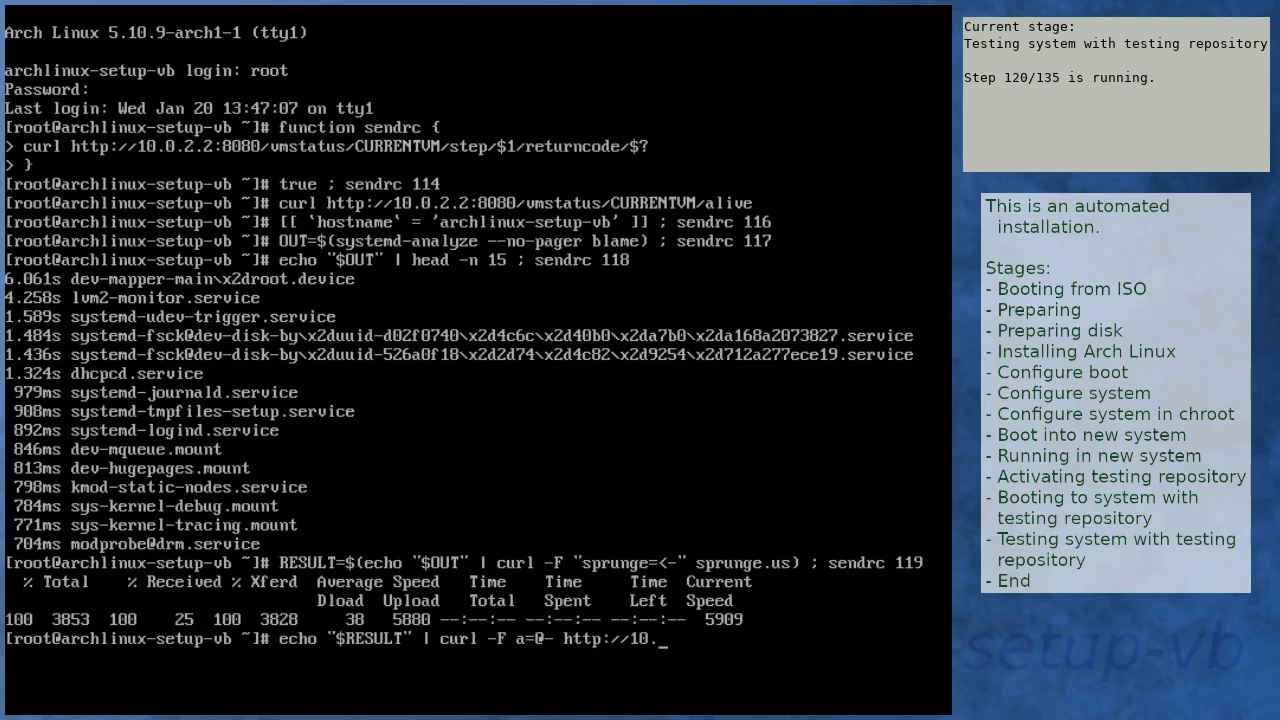 Arch Linux 5.10.9-arch1-1 (tty1)
archlinux-setup-vb login: root
Password:
Last login: Wed Jan 20 13:47:07 on tty1
[root@archlinux-setup-vb ~]# function sendrc {
> curl http://10.0.2.2:8080/vmstatus/CURRENTVM/step/$1/returncode/$?
> }
[root@archlinux-setup-vb ~]# true ; sendrc 114
[root@archlinux-setup-vb ~]# curl http://10.0.2.2:8080/vmstatus/CURRENTVM/alive
[root@archlinux-setup-vb ~]# [[ `hostname` = 'archlinux-setup-vb' ]] ; sendrc 116
[root@archlinux-setup-vb ~]# OUT=$(systemd-analyze --no-pager blame) ; sendrc 117
[root@archlinux-setup-vb ~]# echo "$OUT" | head -n 15 ; sendrc 118
6.061s dev-mapper-main\x2droot.device
4.258s lvm2-monitor.service
1.589s systemd-udev-trigger.service
1.484s systemd-fsck@dev-disk-by\x2duuid-d02f0740\x2d4c6c\x2d40b0\x2da7b0\x2da168a2073827.service
1.436s systemd-fsck@dev-disk-by\x2duuid-526a0f18\x2d2d74\x2d4c82\x2d9254\x2d712a277ece19.service
1.324s dhcpcd.service
979ms systemd-journald.service
908ms systemd-tmpfiles-setup.service
892ms systemd-logind.service
846ms dev-mqueue.mount
813ms dev-hugepages.mount
798ms kmod-static-nodes.service
784ms sys-kernel-debug.mount
771ms sys-kernel-tracing.mount
704ms modprobe@drm.service
[root@archlinux-setup-vb ~]# RESULT=$(echo "$OUT" | curl -F "sprunge=<-" sprunge.us) ; sendrc 119
% Total % Received % Xferd Average Speed Time Time Time Current
Dload Upload Total Spent Left Speed
100 3853 100 25 100 3828 38 5880 --:--:-- --:--:-- --:--:-- 5909
[root@archlinux-setup-vb ~]# echo "$RESULT" | curl -F a=@- http://10._
Current stage:
Testing system with testing repository
Step 120/135 is running.
This is an automated
installation.
Stages:
- Booting from ISO
- Preparing
- Preparing disk
- Installing Arch Linux
- Configure boot
- Configure system
- Configure system in chroot
- Boot into new system
- Running in new system
- Activating testing repository
- Booting to system with
testing repository
- Testing system with testing
repository
- End
-setup-vb